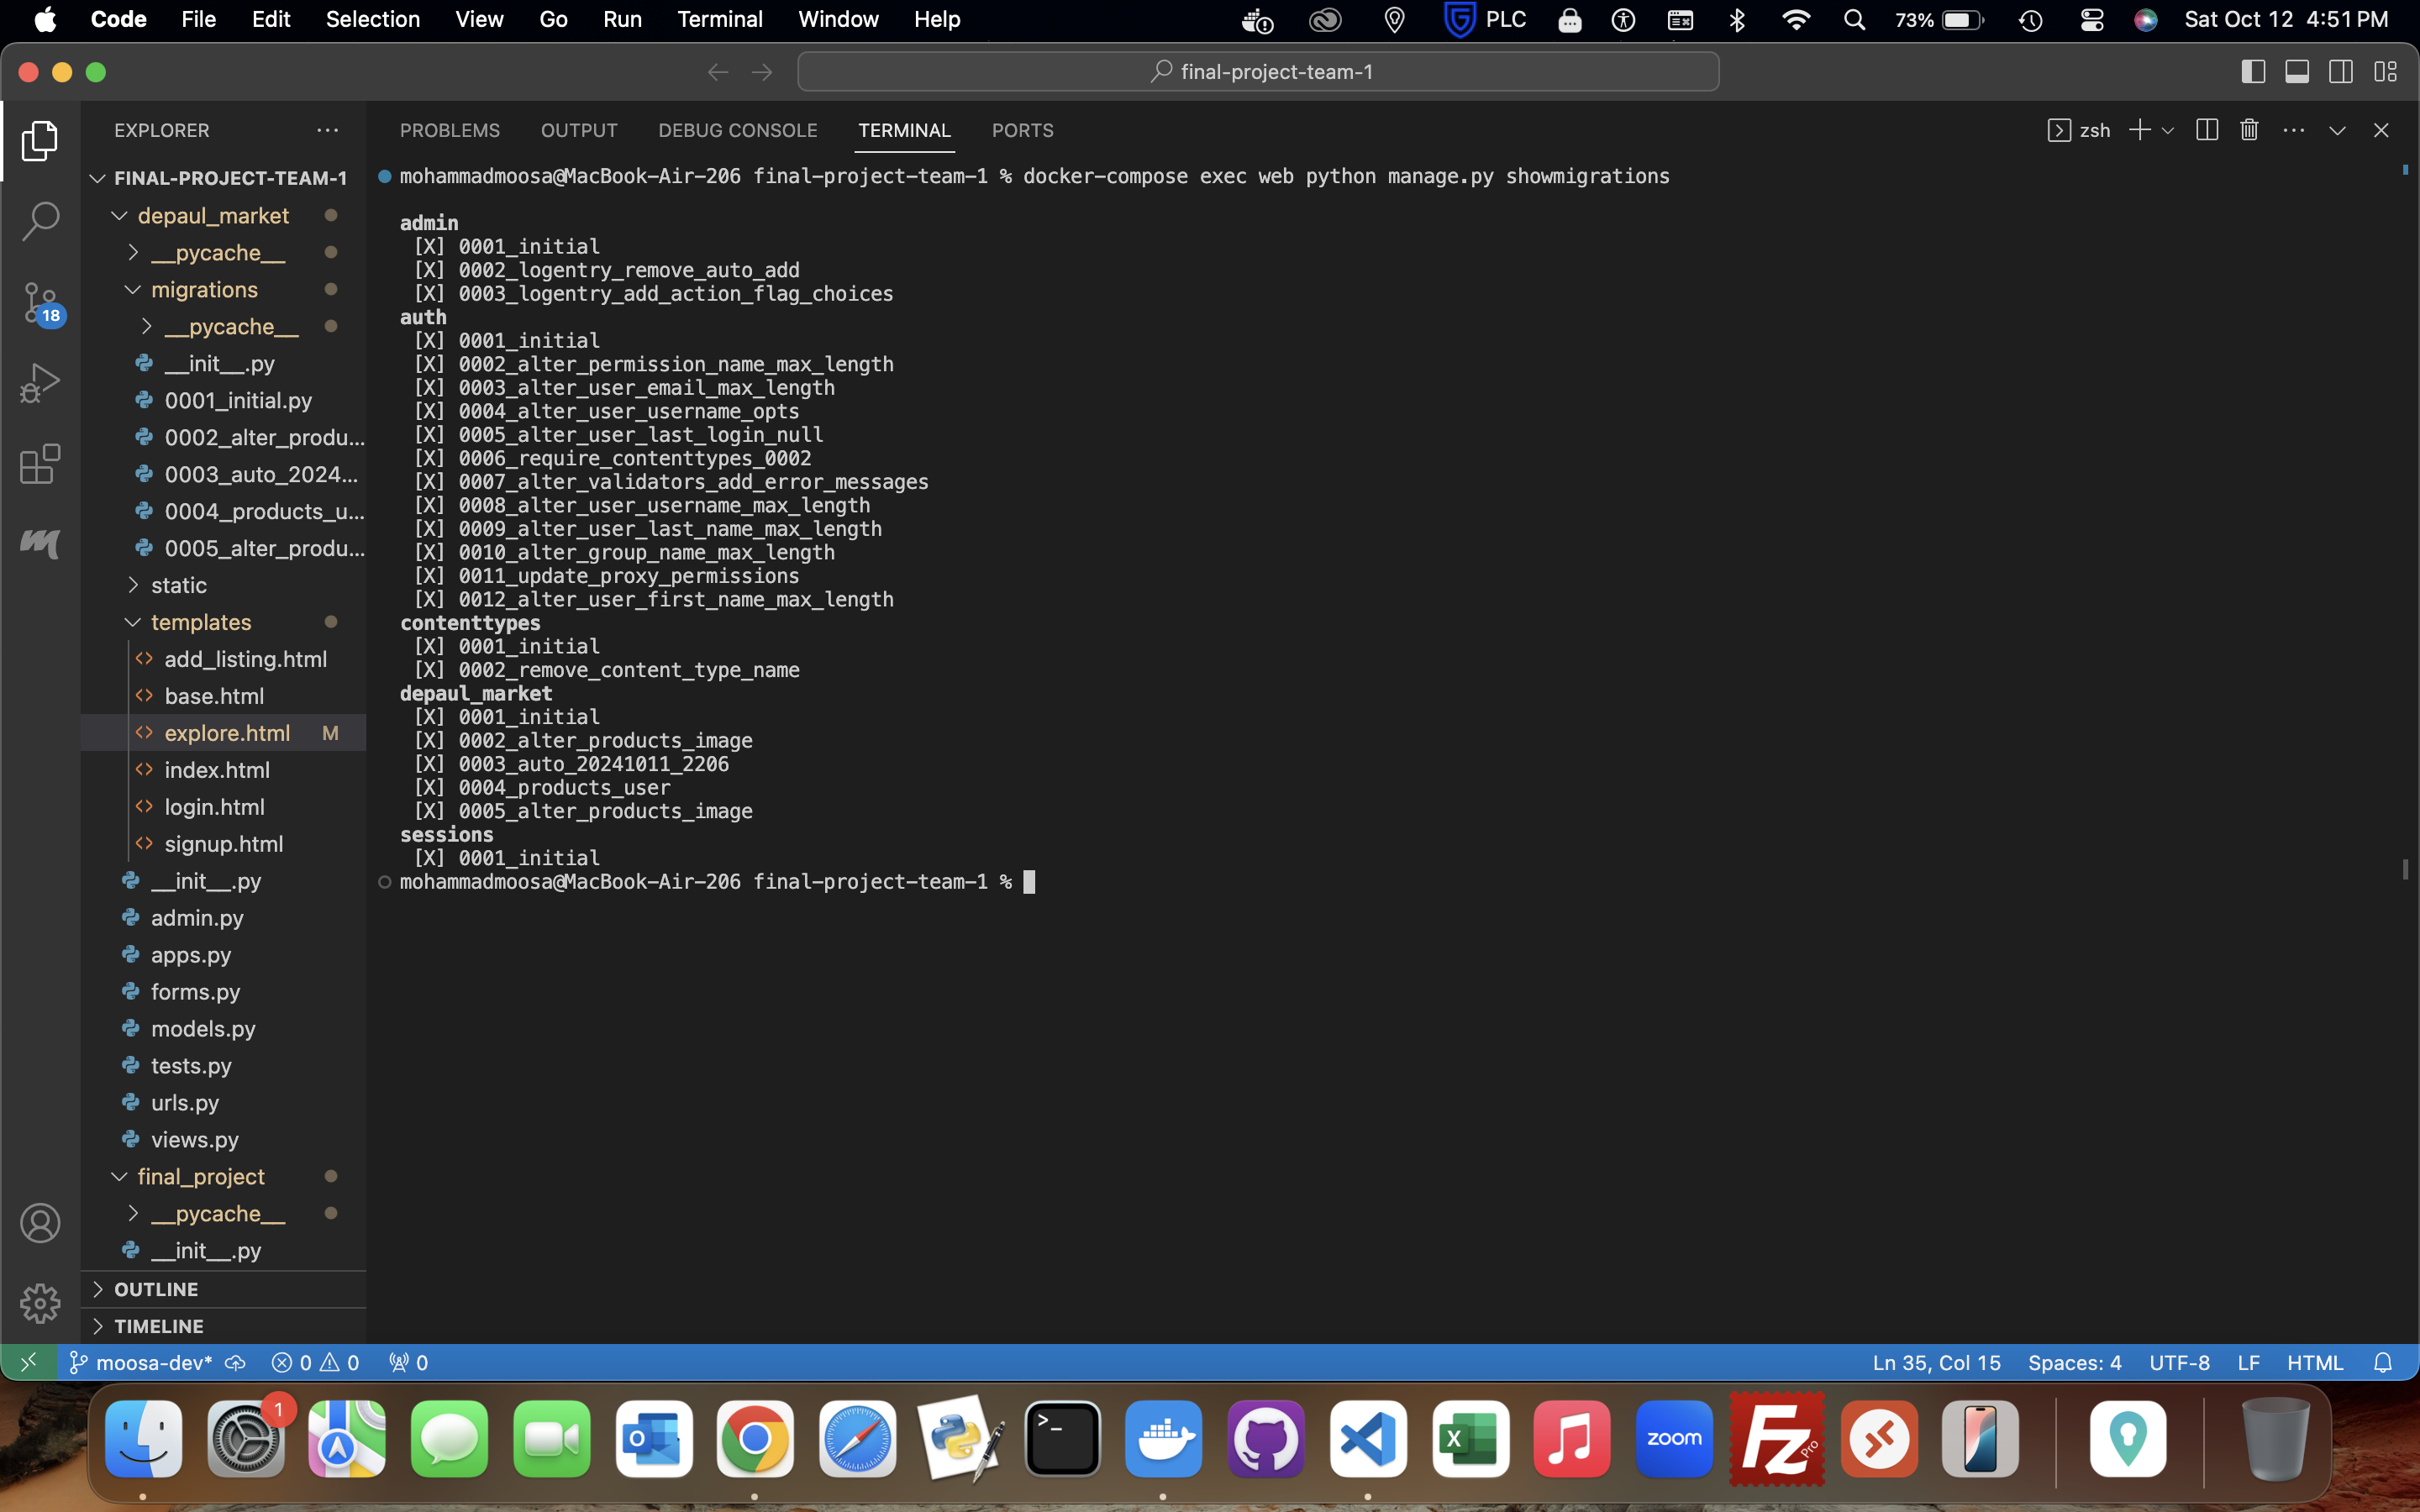 Code File Edit Selection View Go Run Terminal Window Help PLC 73% Sat Oct 12 4:51 PM
final-project-team-1
EXPLORER
FINAL-PROJECT-TEAM-1
depaul_market
__pycache__
migrations
__pycache__
__init__.py
0001_initial.py
0002_alter_produ...
0003_auto_2024...
0004_products_u...
0005_alter_produ...
static
templates
add_listing.html
base.html
explore.html M
index.html
login.html
signup.html
__init__.py
admin.py
apps.py
forms.py
models.py
tests.py
urls.py
views.py
final_project
__pycache__
__init__.py
OUTLINE
TIMELINE
18
PROBLEMS OUTPUT DEBUG CONSOLE TERMINAL PORTS zsh
mohammadmoosa@MacBook-Air-206 final-project-team-1 % docker-compose exec web python manage.py showmigrations
admin
[X] 0001_initial
[X] 0002_logentry_remove_auto_add
[X] 0003_logentry_add_action_flag_choices
auth
[X] 0001_initial
[X] 0002_alter_permission_name_max_length
[X] 0003_alter_user_email_max_length
[X] 0004_alter_user_username_opts
[X] 0005_alter_user_last_login_null
[X] 0006_require_contenttypes_0002
[X] 0007_alter_validators_add_error_messages
[X] 0008_alter_user_username_max_length
[X] 0009_alter_user_last_name_max_length
[X] 0010_alter_group_name_max_length
[X] 0011_update_proxy_permissions
[X] 0012_alter_user_first_name_max_length
contenttypes
[X] 0001_initial
[X] 0002_remove_content_type_name
depaul_market
[X] 0001_initial
[X] 0002_alter_products_image
[X] 0003_auto_20241011_2206
[X] 0004_products_user
[X] 0005_alter_products_image
sessions
[X] 0001_initial
mohammadmoosa@MacBook-Air-206 final-project-team-1 %
moosa-dev* 0 0 0 Ln 35, Col 15 Spaces: 4 UTF-8 LF HTML
1
zoom
Fz Pro